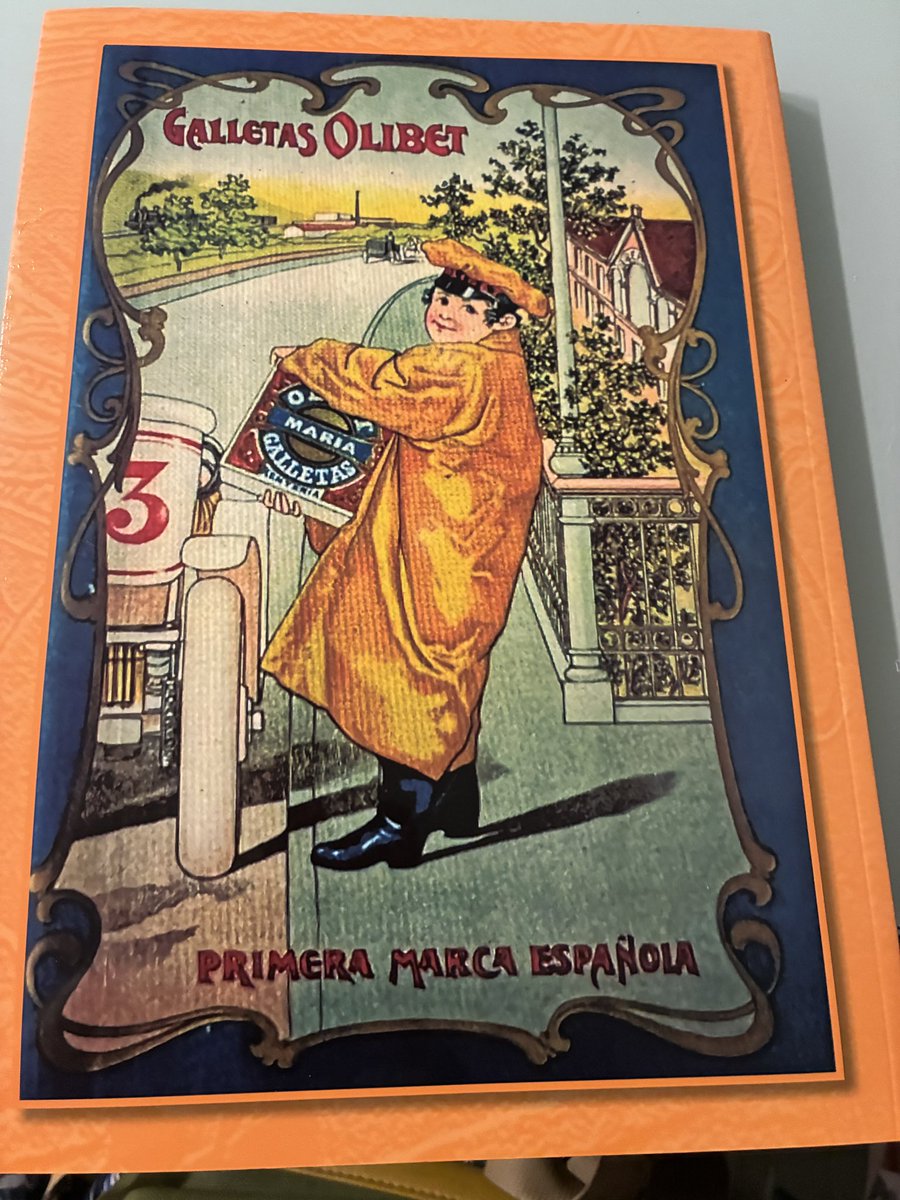 GALLETAS OLIBET
MARIA
GALLETAS
3
PRIMERA MARCA ESPAÑOLA